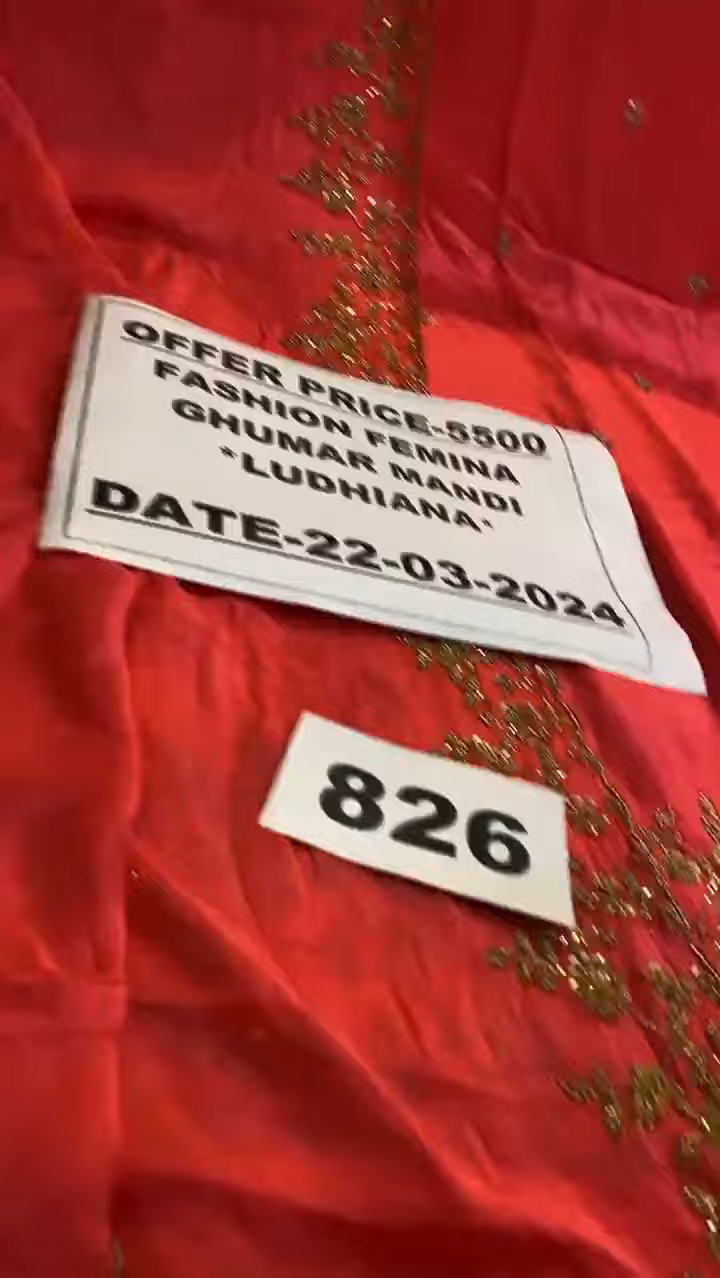 OFFER PRICE-5500
FASHION FEMINA
GHUMAR MANDI
*LUDHIANA*
DATE-22-03-2024
826